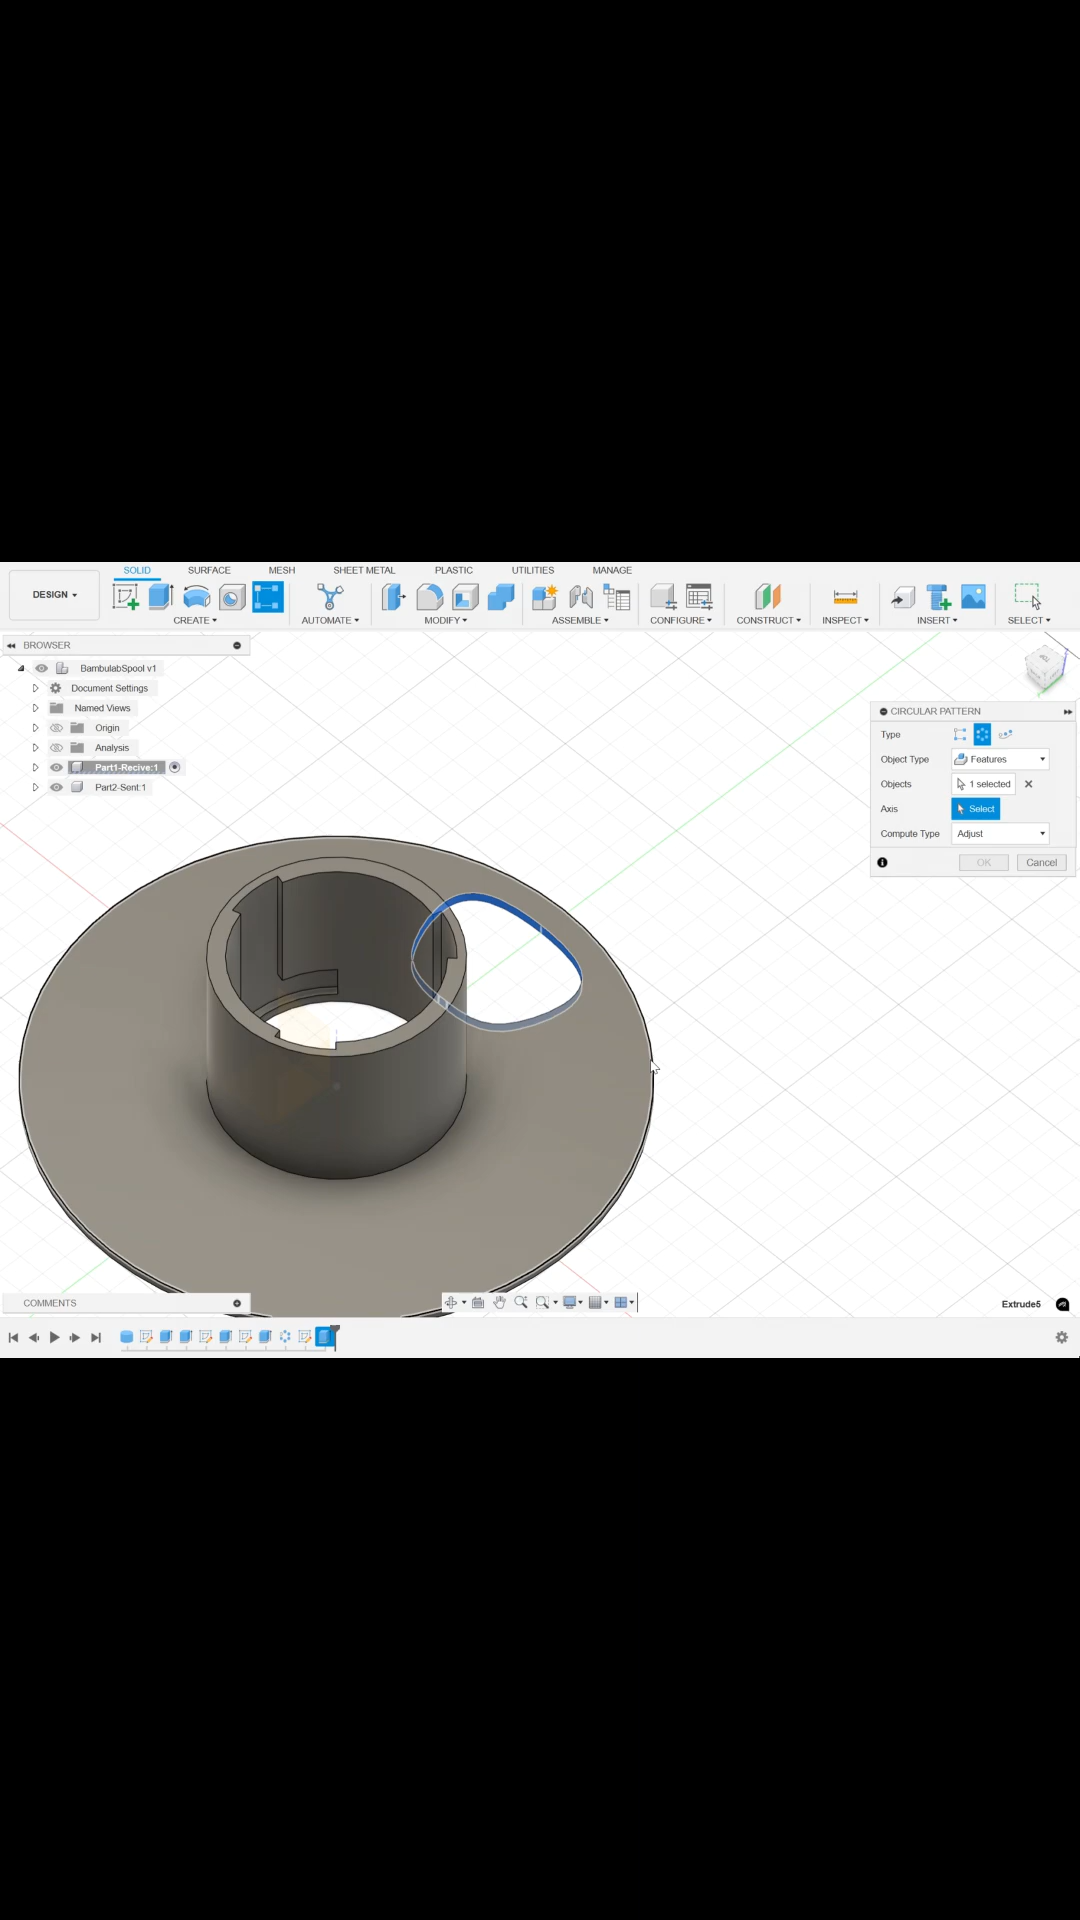 SOLID SURFACE MESH SHEET METAL PLASTIC UTILITIES MANAGE
DESIGN
CREATE AUTOMATE MODIFY ASSEMBLE CONFIGURE CONSTRUCT INSPECT INSERT SELECT
BROWSER
BambulabSpool v1
Document Settings
Named Views
Origin
Analysis
Part1-Recive:1
Part2-Sent:1
CIRCULAR PATTERN
Type
Object Type Features
Objects 1 selected
Axis Select
Compute Type Adjust
OK Cancel
COMMENTS
Extrude5